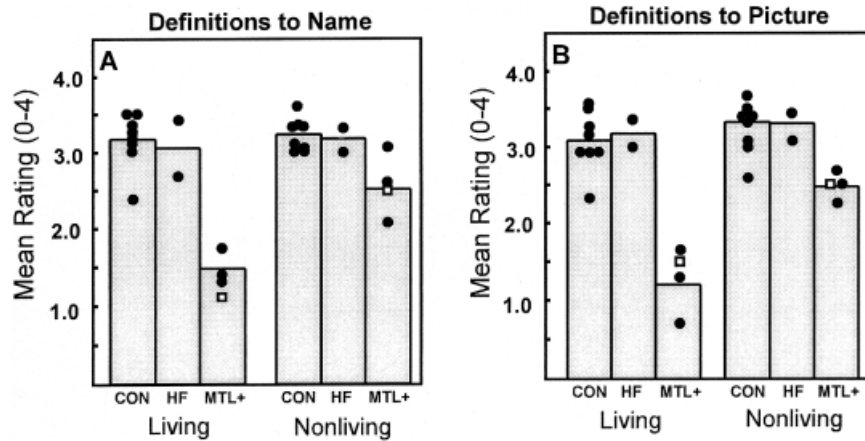 Definitions to Name
A
Mean Rating (0-4)
4.0
3.0
2.0
1.0
CON HF MTL+ CON HF MTL+
Living Nonliving
Definitions to Picture
B
Mean Rating (0-4)
4.0
3.0
2.0
1.0
CON HF MTL+ CON HF MTL+
Living Nonliving